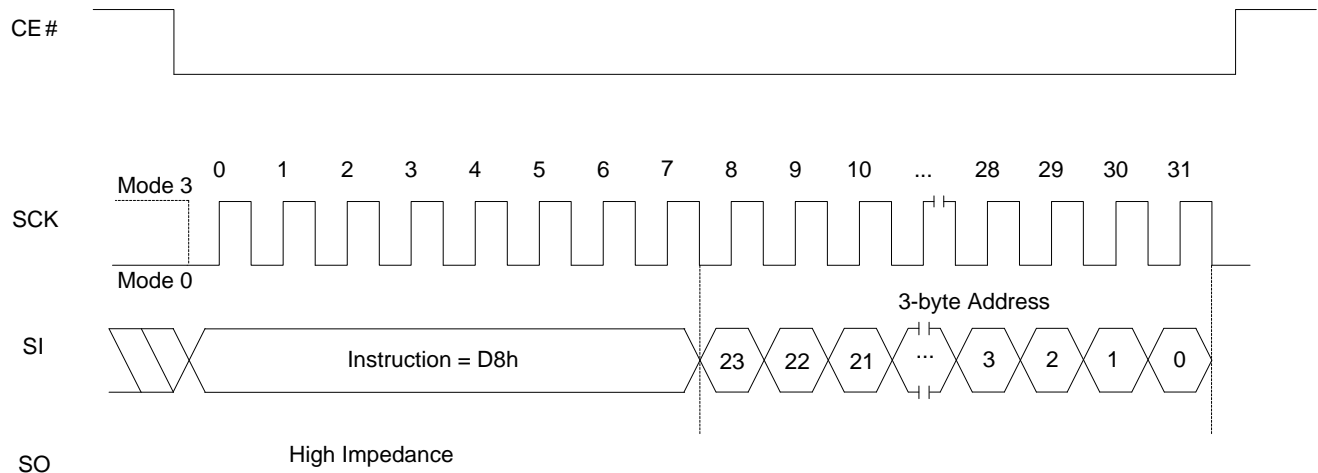 CE#
0 1 2 3 4 5 6 7 8 9 10 ... 28 29 30 31
Mode 3
SCK
Mode 0
3-byte Address
SI
Instruction = D8h 23 22 21 ... 3 2 1 0
High Impedance
SO